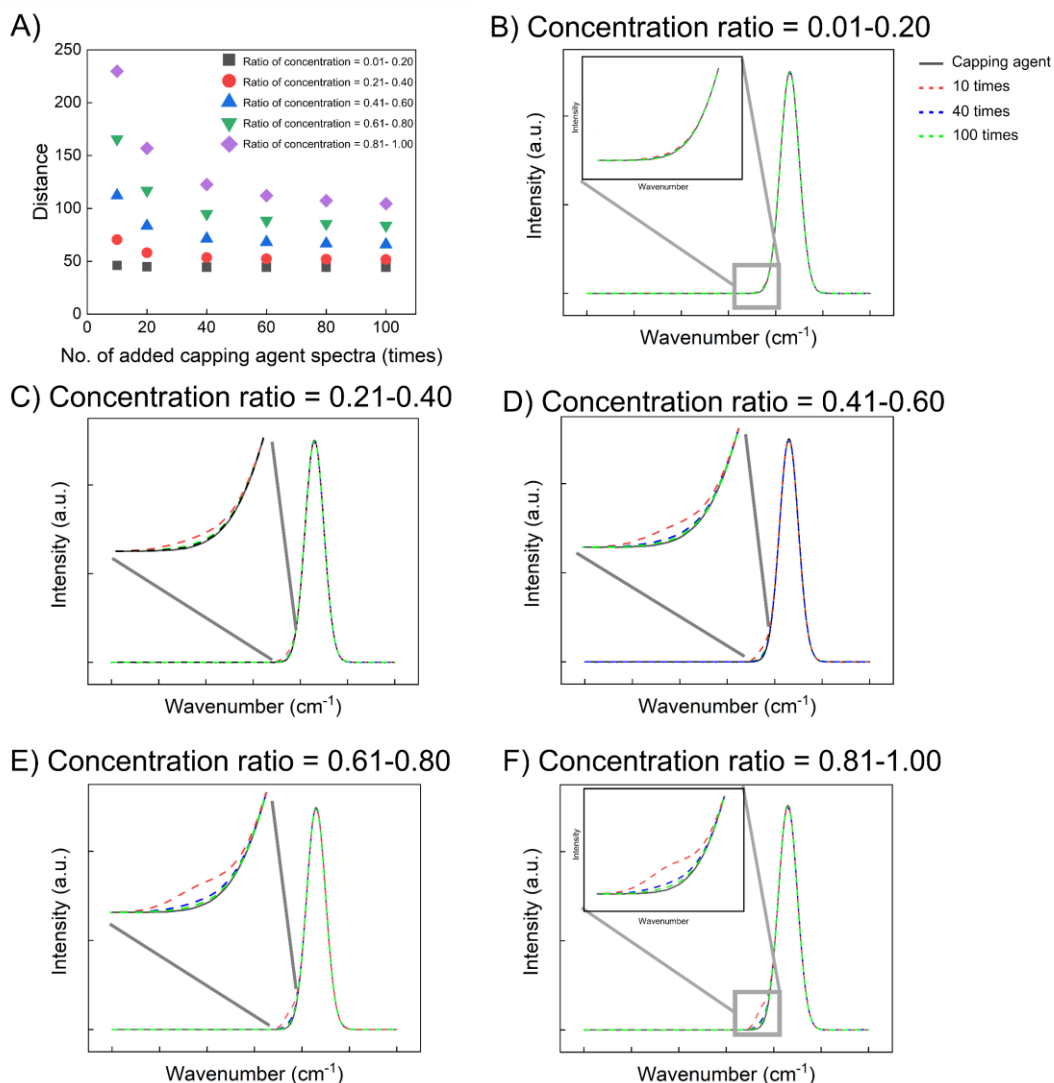 A)
250
200
150
100
50
0
Distance
0
20
40
60
80
100
No. of added capping agent spectra (times)
Ratio of concentration = 0.01- 0.20
Ratio of concentration = 0.21- 0.40
Ratio of concentration = 0.41- 0.60
Ratio of concentration = 0.61- 0.80
Ratio of concentration = 0.81- 1.00
B) Concentration ratio = 0.01-0.20
Intensity (a.u.)
Intensity
Wavenumber
Wavenumber (cm-1)
Capping agent
10 times
40 times
100 times
C) Concentration ratio = 0.21-0.40
Intensity (a.u.)
Wavenumber (cm-1)
D) Concentration ratio = 0.41-0.60
Intensity (a.u.)
Wavenumber (cm-1)
E) Concentration ratio = 0.61-0.80
Intensity (a.u.)
Wavenumber (cm-1)
F) Concentration ratio = 0.81-1.00
Intensity (a.u.)
Intensity
Wavenumber
Wavenumber (cm-1)